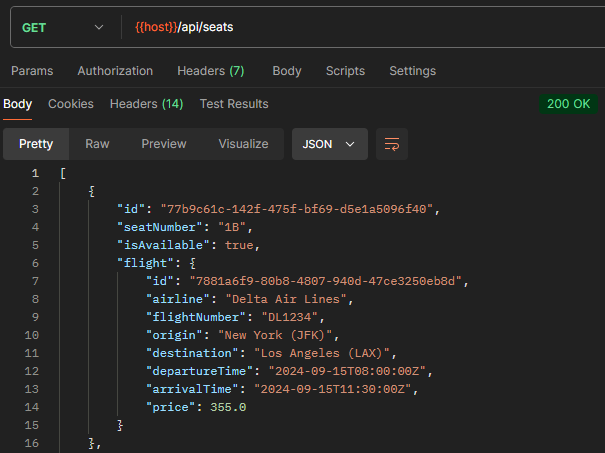 GET {{host}}/api/seats
Params Authorization Headers (7) Body Scripts Settings
Body Cookies Headers (14) Test Results 200 OK
Pretty Raw Preview Visualize JSON
1 [
2 {
3 "id": "77b9c61c-142f-475f-bf69-d5e1a5096f40",
4 "seatNumber": "1B",
5 "isAvailable": true,
6 "flight": {
7 "id": "7881a6f9-80b8-4807-940d-47ce3250eb8d",
8 "airline": "Delta Air Lines",
9 "flightNumber": "DL1234",
10 "origin": "New York (JFK)",
11 "destination": "Los Angeles (LAX)",
12 "departureTime": "2024-09-15T08:00:00Z",
13 "arrivalTime": "2024-09-15T11:30:00Z",
14 "price": 355.0
15 }
16 },